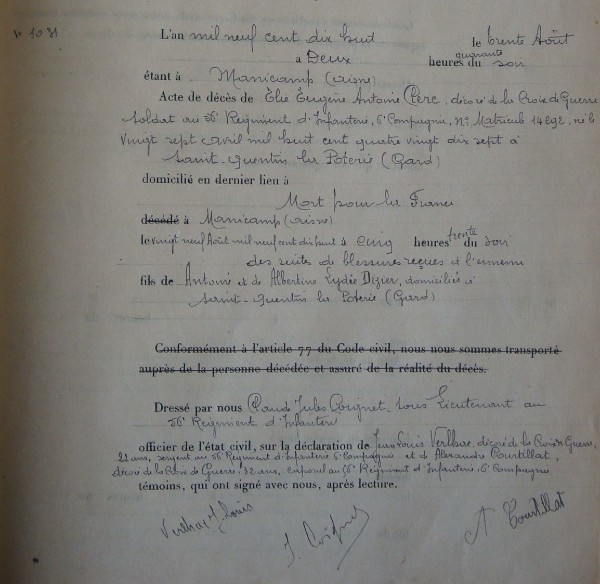 N° 1081
L'an mil neuf cent dix huit le trente Août
à Deux heures quarante du soir
étant à Manicamp (Aisne)
Acte de décès de Elie Eugène Antoine Clerc, décoré de la Croix de Guerre
soldat au 56e Régiment d'Infanterie, 6e Compagnie, N° Matricule 14292, né le
vingt sept avril mil huit cent quatre vingt dix sept à
Saint-Quentin la Poterie (Gard)
domicilié en dernier lieu à
Mort pour la France
décédé à Manicamp (Aisne)
le vingt neuf Août mil neuf cent dix huit à cinq heures trente du soir
des suites de blessures reçues à l'ennemi
fils de Antoine et de Albertine Lydie Dizier, domiciliés à
Saint-Quentin la Poterie (Gard)
Conformément à l'article 77 du Code civil, nous nous sommes transporté
auprès de la personne décédée et assuré de la réalité du décès.
Dressé par nous Claude Jules Coignet, sous Lieutenant au
56e Régiment d'Infanterie
officier de l'état civil, sur la déclaration de Jean Louis décoré de la Croix de Guerre,
21 ans, sergent au 56e Régiment d'Infanterie 6e Compagnie et de Alexandre Courtillat,
décoré de la Croix de Guerre, 32 ans, caporal au 56e Régiment d'Infanterie, 6e Compagnie
témoins, qui ont signé avec nous, après lecture.
J. Louis J. Coignet A Courtillat